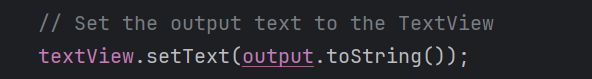 // Set the output text to the TextView
textView.setText(output.toString());